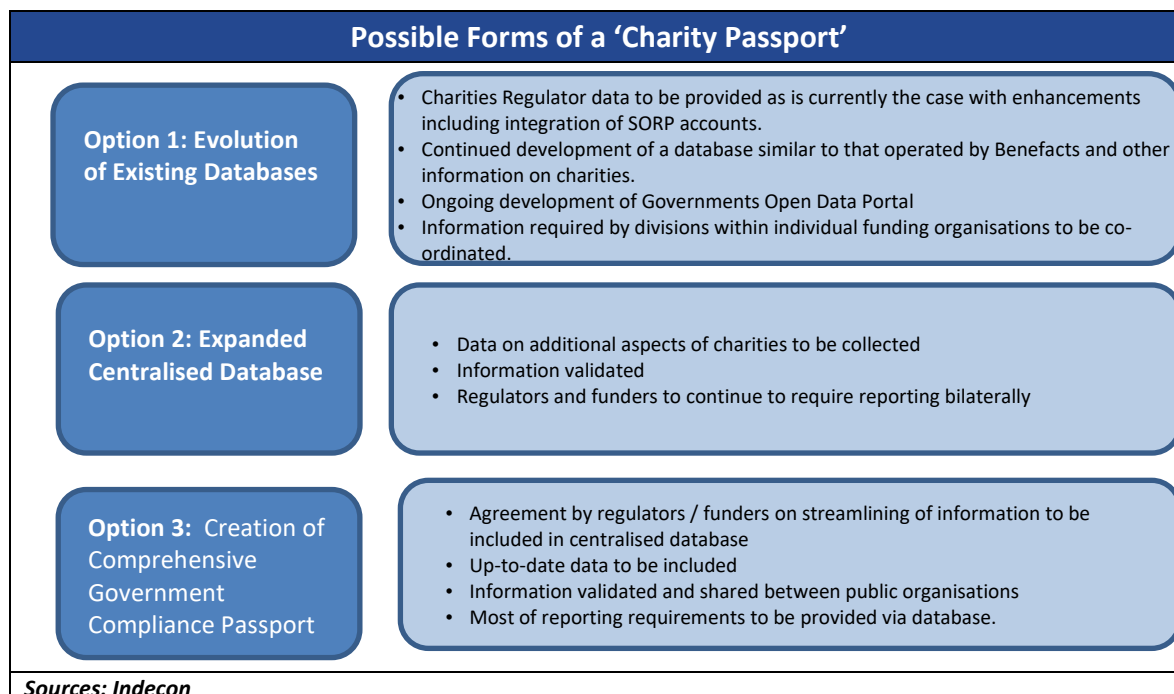 Possible Forms of a ‘Charity Passport’
Option 1: Evolution
of Existing Databases
• Charities Regulator data to be provided as is currently the case with enhancements
including integration of SORP accounts.
• Continued development of a database similar to that operated by Benefacts and other
information on charities.
• Ongoing development of Governments Open Data Portal
• Information required by divisions within individual funding organisations to be co-
ordinated.
Option 2: Expanded
Centralised Database
• Data on additional aspects of charities to be collected
• Information validated
• Regulators and funders to continue to require reporting bilaterally
Option 3: Creation of
Comprehensive
Government
Compliance Passport
• Agreement by regulators / funders on streamlining of information to be
included in centralised database
• Up-to-date data to be included
• Information validated and shared between public organisations
• Most of reporting requirements to be provided via database.
Sources: Indecon